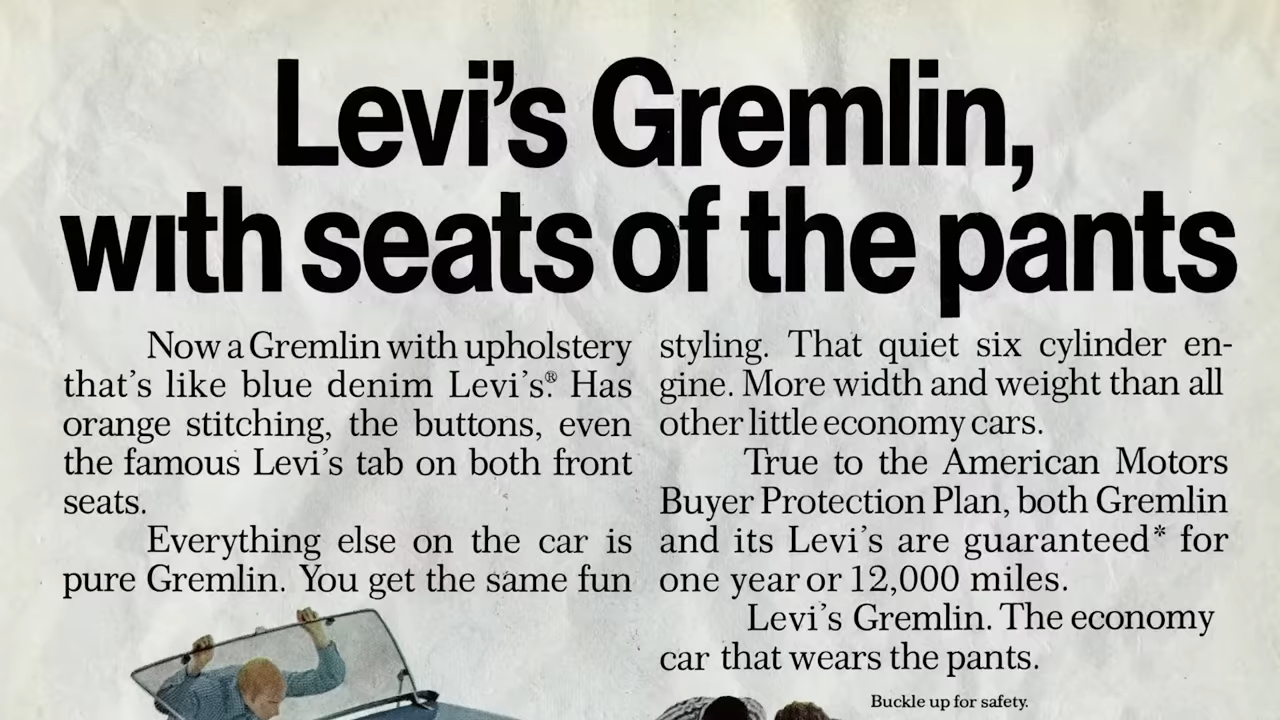 Levi's Gremlin,
with seats of the pants
Now a Gremlin with upholstery
that's like blue denim Levi's®. Has
orange stitching, the buttons, even
the famous Levi's tab on both front
seats.
Everything else on the car is
pure Gremlin. You get the same fun
styling. That quiet six cylinder en-
gine. More width and weight than all
other little economy cars.
True to the American Motors
Buyer Protection Plan, both Gremlin
and its Levi's are guaranteed* for
one year or 12,000 miles.
Levi's Gremlin. The economy
car that wears the pants.
Buckle up for safety.